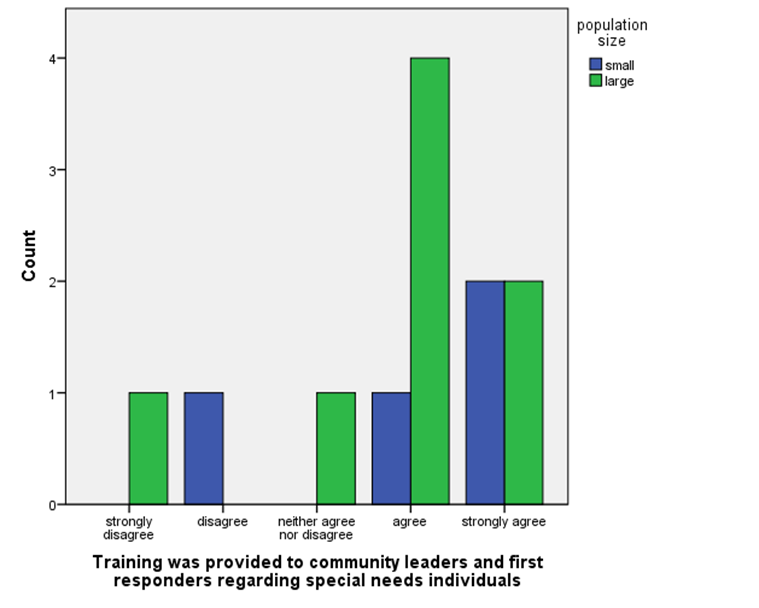 population
size
small
large
4
3
2
1
0
Count
strongly
disagree
disagree
neither agree
nor disagree
agree
strongly agree
Training was provided to community leaders and first
responders regarding special needs individuals